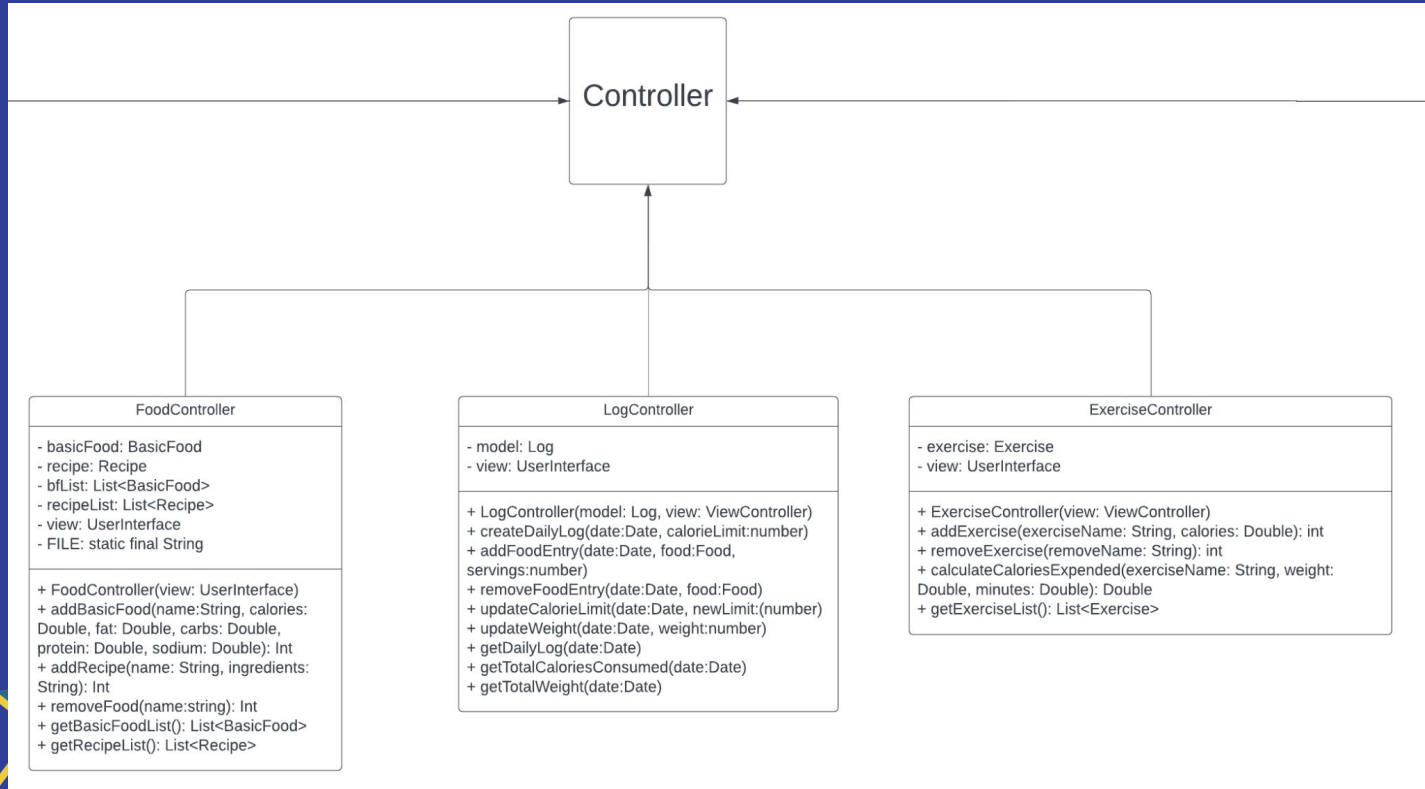 Controller
FoodController
- basicFood: BasicFood
- recipe: Recipe
- bfList: List<BasicFood>
- recipeList: List<Recipe>
- view: UserInterface
- FILE: static final String
+ FoodController(view: UserInterface)
+ addBasicFood(name:String, calories:
Double, fat: Double, carbs: Double,
protein: Double, sodium: Double): Int
+ addRecipe(name: String, ingredients:
String): Int
+ removeFood(name:string): Int
+ getBasicFoodList(): List<BasicFood>
+ getRecipeList(): List<Recipe>
LogController
- model: Log
- view: UserInterface
+ LogController(model: Log, view: ViewController)
+ createDailyLog(date:Date, calorieLimit:number)
+ addFoodEntry(date:Date, food:Food,
servings:number)
+ removeFoodEntry(date:Date, food:Food)
+ updateCalorieLimit(date:Date, newLimit:(number)
+ updateWeight(date:Date, weight:number)
+ getDailyLog(date:Date)
+ getTotalCaloriesConsumed(date:Date)
+ getTotalWeight(date:Date)
ExerciseController
- exercise: Exercise
- view: UserInterface
+ ExerciseController(view: ViewController)
+ addExercise(exerciseName: String, calories: Double): int
+ removeExercise(removeName: String): int
+ calculateCaloriesExpended(exerciseName: String, weight:
Double, minutes: Double): Double
+ getExerciseList(): List<Exercise>